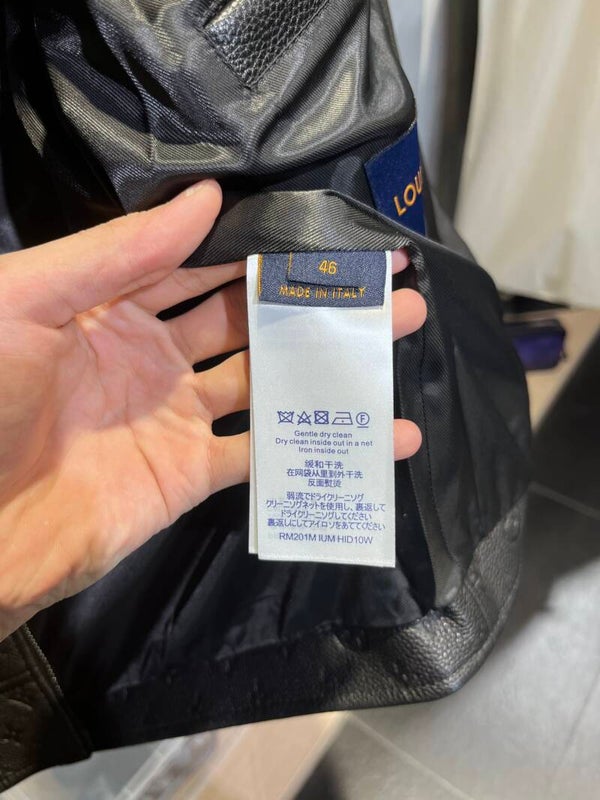 LOU
46
MADE IN ITALY
F
Gentle dry clean
Dry clean inside out in a net
Iron inside out
缓和干洗
在网袋从里到外干洗
反面熨烫
弱流でドライクリーニング
クリーニングネットを使用し、裏返して
ドライクリーニングしてください
裏返しにしてアイロンをあててください
RM201M IUM HID10W